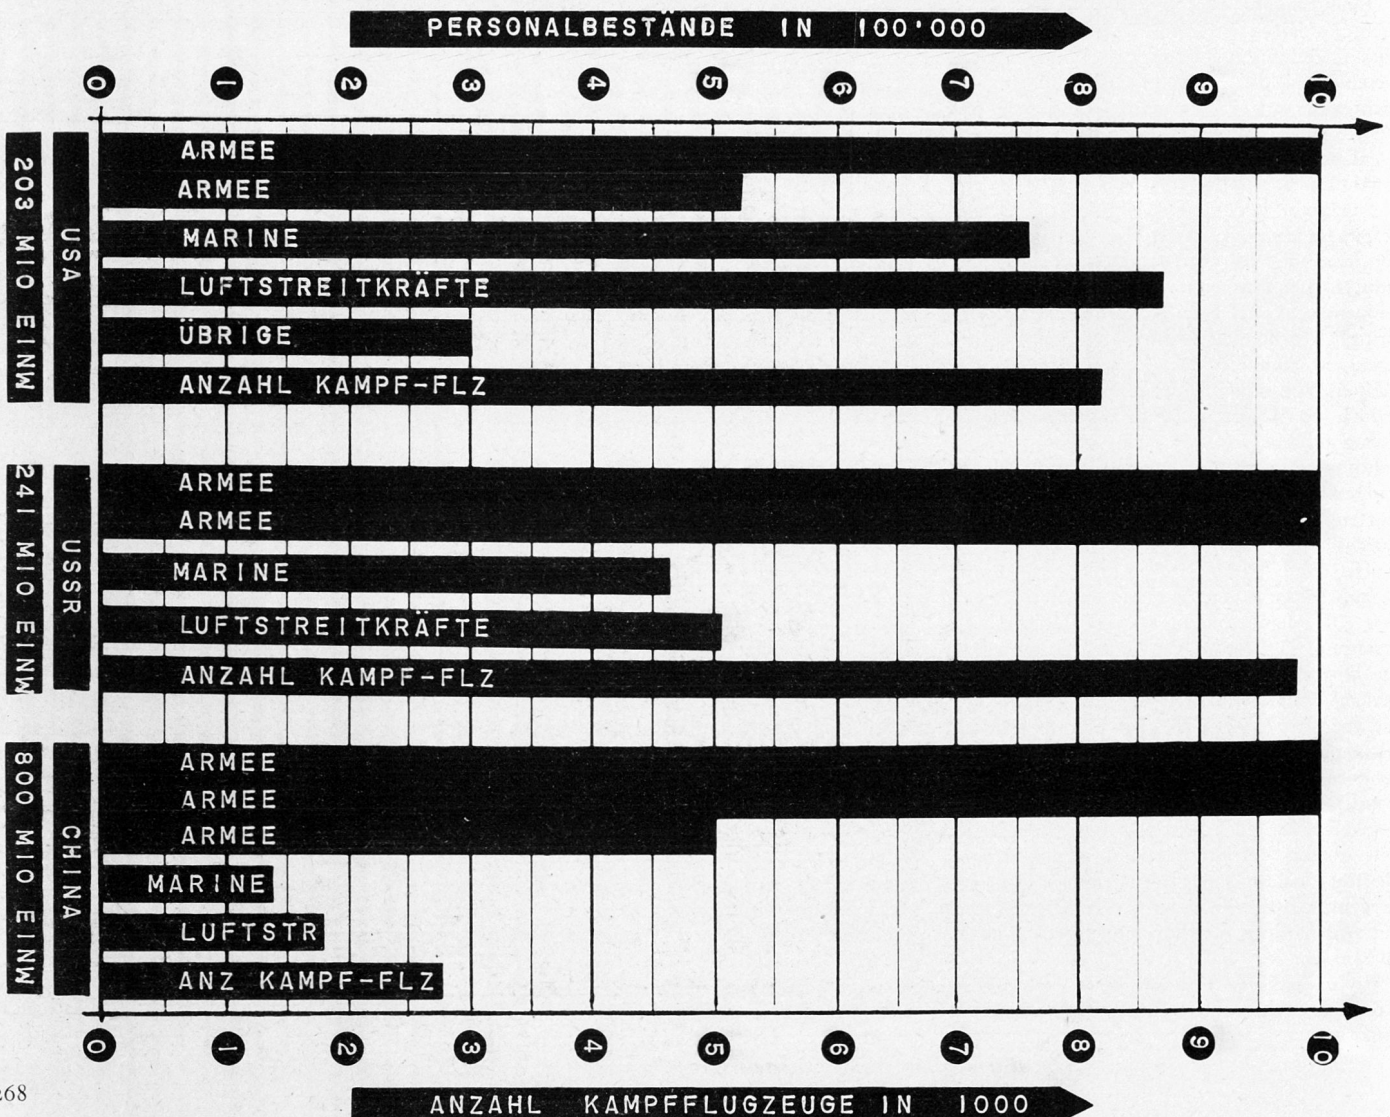 PERSONALBESTÄNDE IN 100'000
0 1 2 3 4 5 6 7 8 9 10
203 MIO EINW
USA
ARMEE
ARMEE
MARINE
LUFTSTREITKRÄFTE
ÜBRIGE
ANZAHL KAMPF-FLZ
241 MIO EINW
USSR
ARMEE
ARMEE
MARINE
LUFTSTREITKRÄFTE
ANZAHL KAMPF-FLZ
800 MIO EINW
CHINA
ARMEE
ARMEE
ARMEE
MARINE
LUFTSTR
ANZ KAMPF-FLZ
0 1 2 3 4 5 6 7 8 9 10
ANZAHL KAMPFFLUGZEUGE IN 1000
268